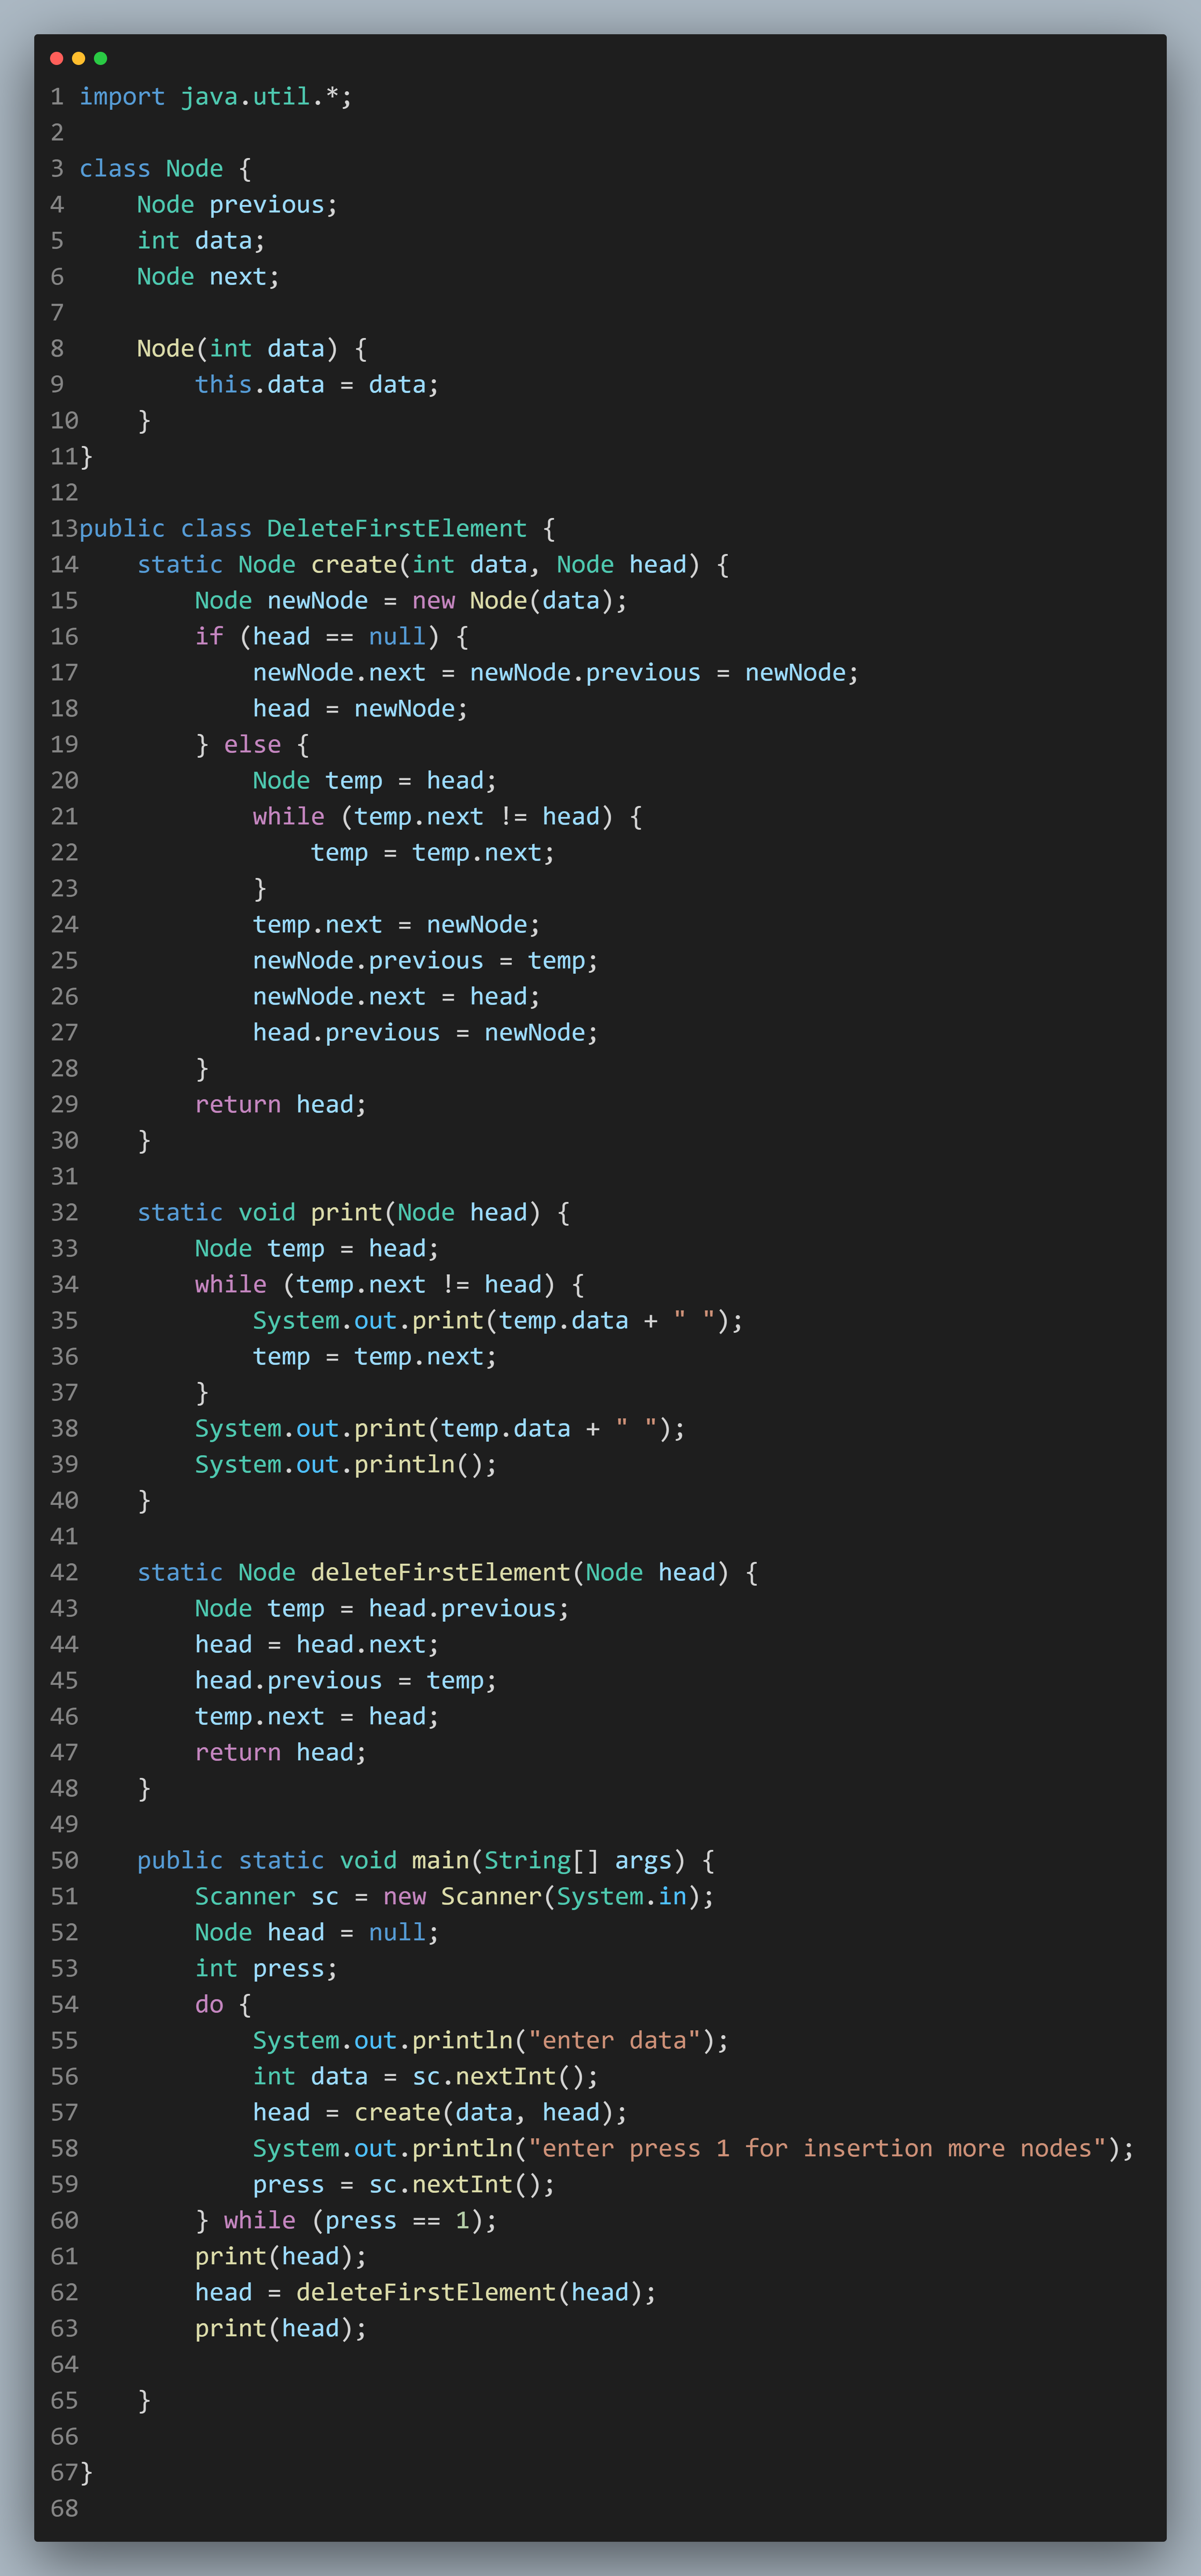 1 import java.util.*;
2
3 class Node {
4     Node previous;
5     int data;
6     Node next;
7
8     Node(int data) {
9         this.data = data;
10    }
11}
12
13public class DeleteFirstElement {
14    static Node create(int data, Node head) {
15        Node newNode = new Node(data);
16        if (head == null) {
17            newNode.next = newNode.previous = newNode;
18            head = newNode;
19        } else {
20            Node temp = head;
21            while (temp.next != head) {
22                temp = temp.next;
23            }
24            temp.next = newNode;
25            newNode.previous = temp;
26            newNode.next = head;
27            head.previous = newNode;
28        }
29        return head;
30    }
31
32    static void print(Node head) {
33        Node temp = head;
34        while (temp.next != head) {
35            System.out.print(temp.data + " ");
36            temp = temp.next;
37        }
38        System.out.print(temp.data + " ");
39        System.out.println();
40    }
41
42    static Node deleteFirstElement(Node head) {
43        Node temp = head.previous;
44        head = head.next;
45        head.previous = temp;
46        temp.next = head;
47        return head;
48    }
49
50    public static void main(String[] args) {
51        Scanner sc = new Scanner(System.in);
52        Node head = null;
53        int press;
54        do {
55            System.out.println("enter data");
56            int data = sc.nextInt();
57            head = create(data, head);
58            System.out.println("enter press 1 for insertion more nodes");
59            press = sc.nextInt();
60        } while (press == 1);
61        print(head);
62        head = deleteFirstElement(head);
63        print(head);
64
65    }
66
67}
68